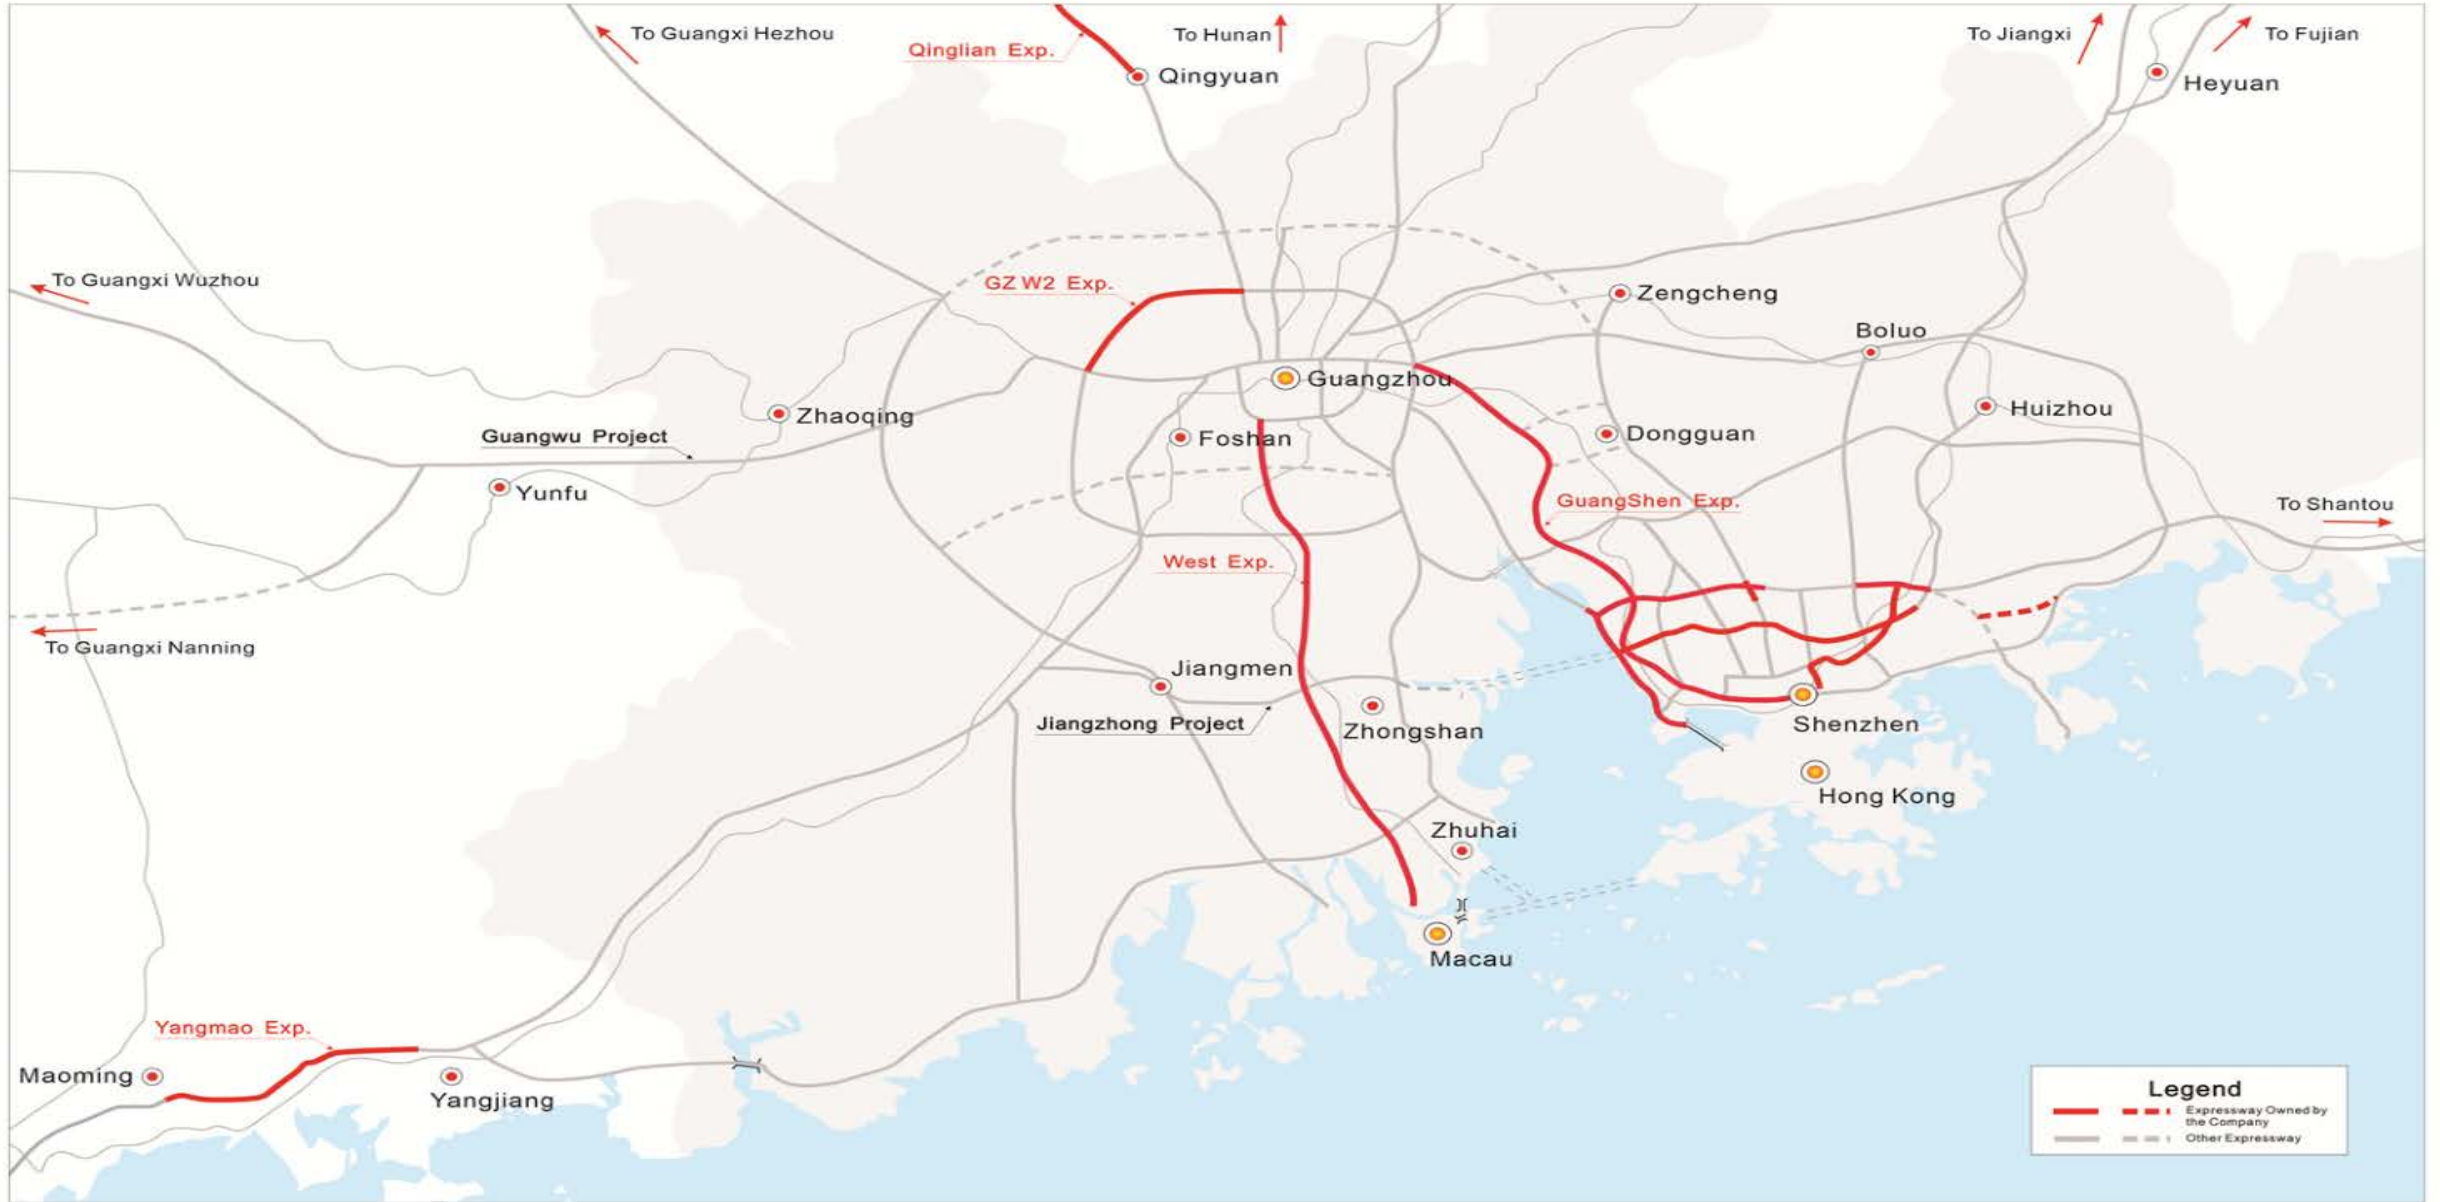 To Guangxi Hezhou
Qinglian Exp.
To Hunan
To Jiangxi
To Fujian
Qingyuan
Heyuan
To Guangxi Wuzhou
GZ W2 Exp.
Zengcheng
Boluo
Guangzhou
Zhaoqing
Huizhou
Guangwu Project
Foshan
Dongguan
Yunfu
GuangShen Exp.
To Shantou
West Exp.
To Guangxi Nanning
Jiangmen
Jiangzhong Project
Zhongshan
Shenzhen
Hong Kong
Zhuhai
Macau
Yangmao Exp.
Maoming
Yangjiang
Legend
Expressway Owned by
the Company
Other Expressway